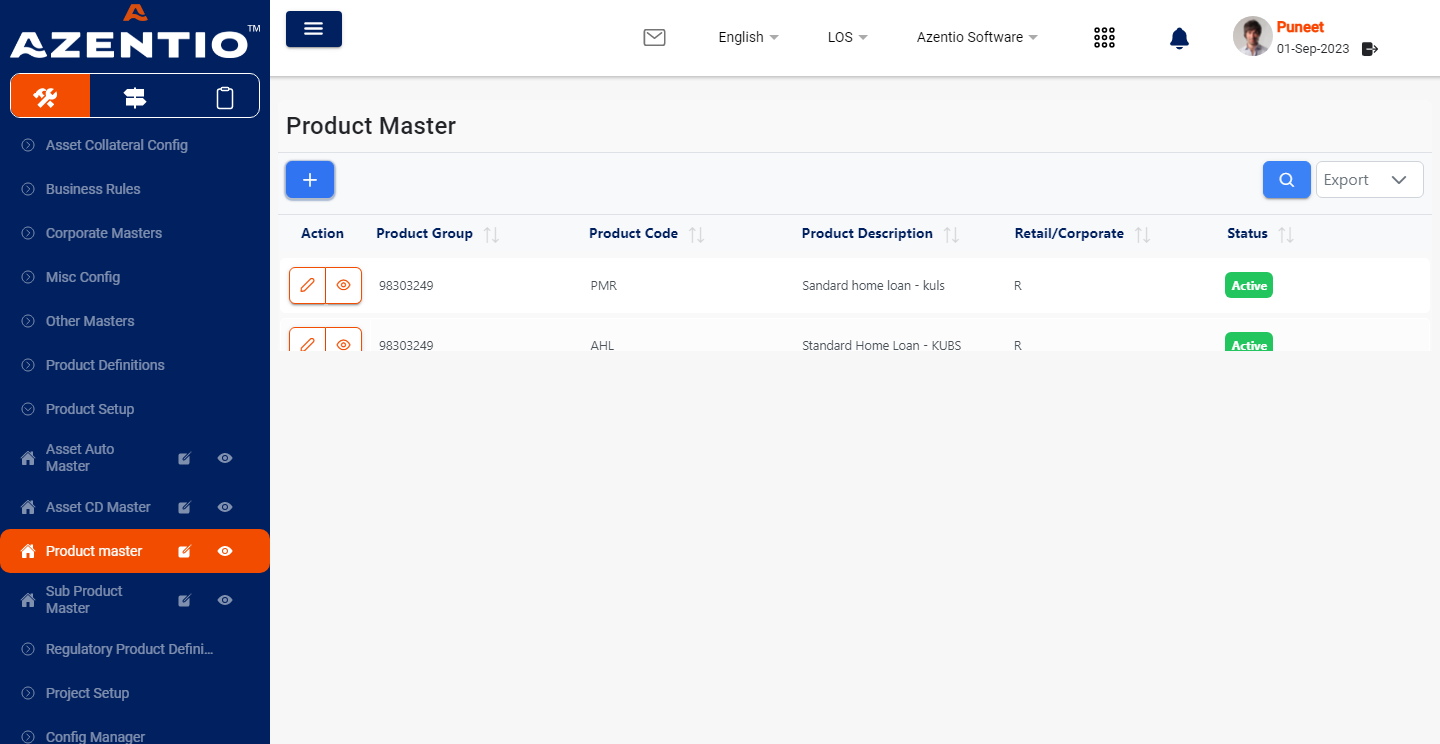 AZENTIO™
English
LOS
Azentio Software
Puneet
01-Sep-2023
Asset Collateral Config
Business Rules
Corporate Masters
Misc Config
Other Masters
Product Definitions
Product Setup
Asset Auto
Master
Asset CD Master
Product master
Sub Product
Master
Regulatory Product Defini...
Project Setup
Config Manager
Product Master
Export
Action Product Group Product Code Product Description Retail/Corporate Status
98303249 PMR Sandard home loan - kuls R Active
98303249 AHL Standard Home Loan - KUBS R Active